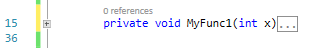 0 references
15 private void MyFunc1(int x)...
36